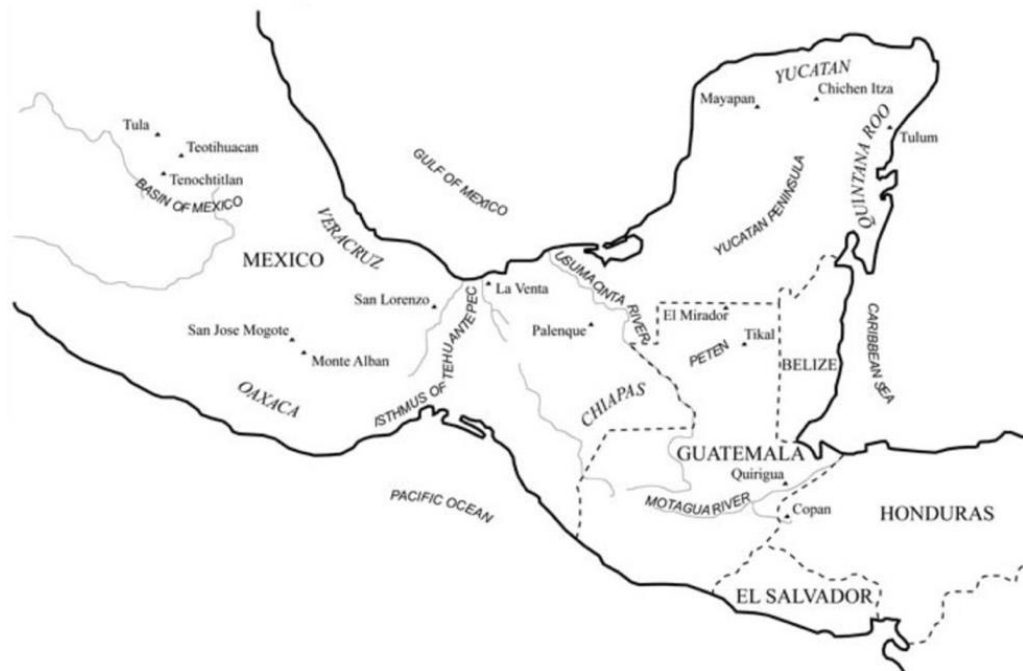 YUCATAN
Chichen Itza
Mayapan
Tulum
QUINTANA ROO
Tula
Teotihuacan
Tenochtitlan
BASIN OF MEXICO
GULF OF MEXICO
YUCATAN PENINSULA
VERACRUZ
MEXICO
USUMACINTA RIVER
La Venta
San Lorenzo
El Mirador
Palenque
Tikal
San Jose Mogote
Monte Alban
PETEN
BELIZE
CARIBBEAN SEA
ISTHMUS OF TEHUANTEPEC
OAXACA
CHIAPAS
GUATEMALA
Quirigua
PACIFIC OCEAN
MOTAGUA RIVER
Copan
HONDURAS
EL SALVADOR